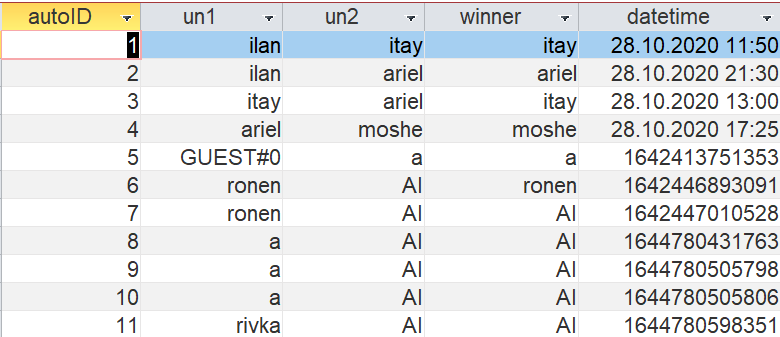 autoID un1 un2 winner datetime
1 ilan itay itay 28.10.2020 11:50
2 ilan ariel ariel 28.10.2020 21:30
3 itay ariel itay 28.10.2020 13:00
4 ariel moshe moshe 28.10.2020 17:25
5 GUEST#0 a a 1642413751353
6 ronen AI ronen 1642446893091
7 ronen AI AI 1642447010528
8 a AI AI 1644780431763
9 a AI AI 1644780505798
10 a AI AI 1644780505806
11 rivka AI AI 1644780598351